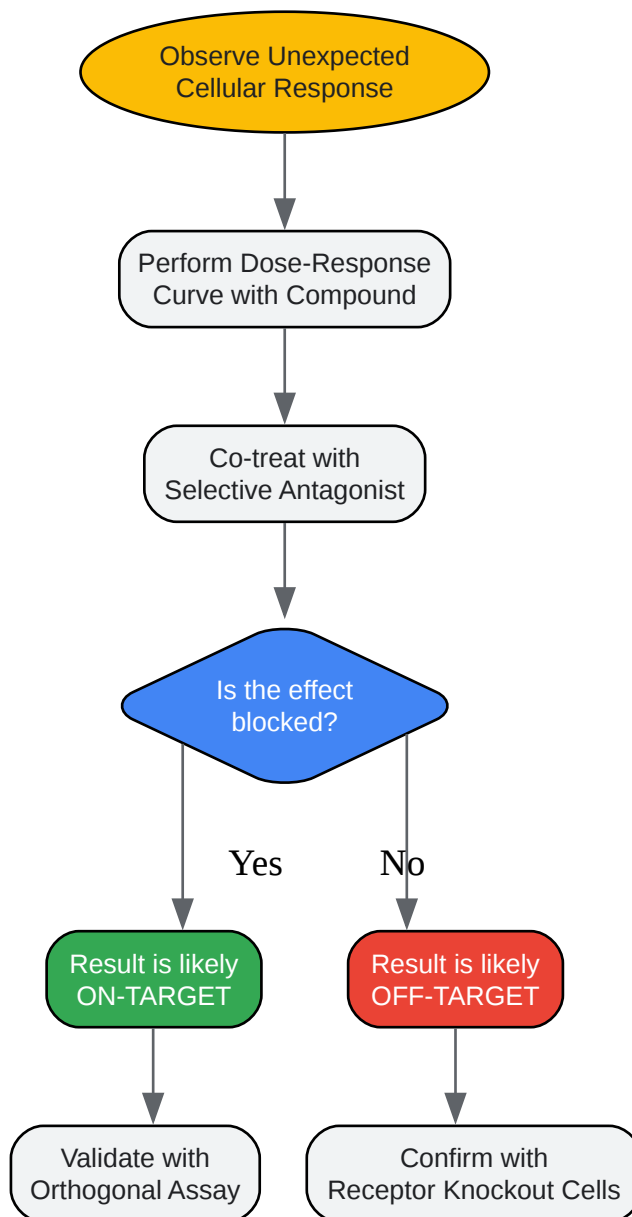 Observe Unexpected
Cellular Response
Perform Dose-Response
Curve with Compound
Co-treat with
Selective Antagonist
Is the effect
blocked?
Yes
No
Result is likely
ON-TARGET
Result is likely
OFF-TARGET
Validate with
Orthogonal Assay
Confirm with
Receptor Knockout Cells